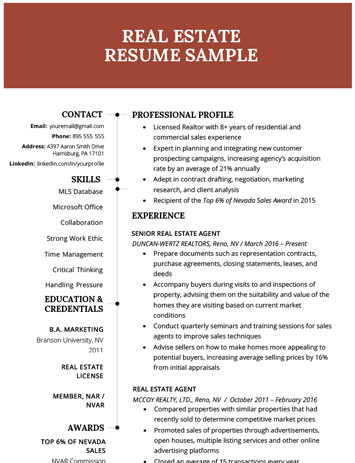 REAL ESTATE
RESUME SAMPLE
CONTACT
Email: youremail@gmail.com
Phone: 895 555 555
Address: 4397 Aaron Smith Drive
Harrisburg, PA 17101
Linkedin: linkedin.com/in/yourprofile
SKILLS
MLS Database
Microsoft Office
Collaboration
Strong Work Ethic
Time Management
Critical Thinking
Handling Pressure
EDUCATION &
CREDENTIALS
B.A. MARKETING
Branson University, NV
2011
REAL ESTATE
LICENSE
MEMBER, NAR /
NVAR
AWARDS
TOP 6% OF NEVADA
SALES
NVAR Commission
PROFESSIONAL PROFILE
• Licensed Realtor with 8+ years of residential and
commercial sales experience
• Expert in planning and integrating new customer
prospecting campaigns, increasing agency's acquisition
rate by an average of 21% annually
• Adept in contract drafting, negotiation, marketing
research, and client analysis
• Recipient of the Top 6% of Nevada Sales Award in 2015
EXPERIENCE
SENIOR REAL ESTATE AGENT
DUNCAN-WERTZ REALTORS, Reno, NV / March 2016 – Present
• Prepare documents such as representation contracts,
purchase agreements, closing statements, leases, and
deeds
• Accompany buyers during visits to and inspections of
property, advising them on the suitability and value of the
homes they are visiting based on current market
conditions
• Conduct quarterly seminars and training sessions for sales
agents to improve sales techniques
• Advise sellers on how to make homes more appealing to
potential buyers, increasing average selling prices by 16%
from initial appraisals
REAL ESTATE AGENT
MCCOY REALTY, LTD., Reno, NV / October 2011 – February 2016
• Compared properties with similar properties that had
recently sold to determine competitive market prices
• Promoted sales of properties through advertisements,
open houses, multiple listing services and other online
advertising platforms
• Closed an average of 15 transactions every year,